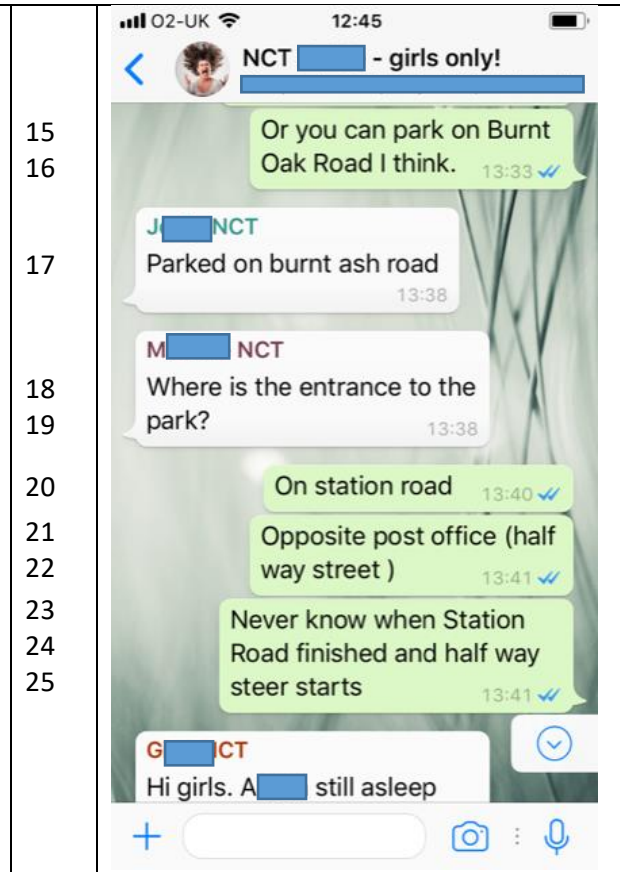 O2-UK 12:45
NCT - girls only!
15 Or you can park on Burnt
16 Oak Road I think. 13:33
J NCT
17 Parked on burnt ash road
13:38
M NCT
18 Where is the entrance to the
19 park? 13:38
20 On station road 13:40
21 Opposite post office (half
22 way street ) 13:41
23 Never know when Station
24 Road finished and half way
25 steer starts 13:41
G CT
Hi girls. A still asleep